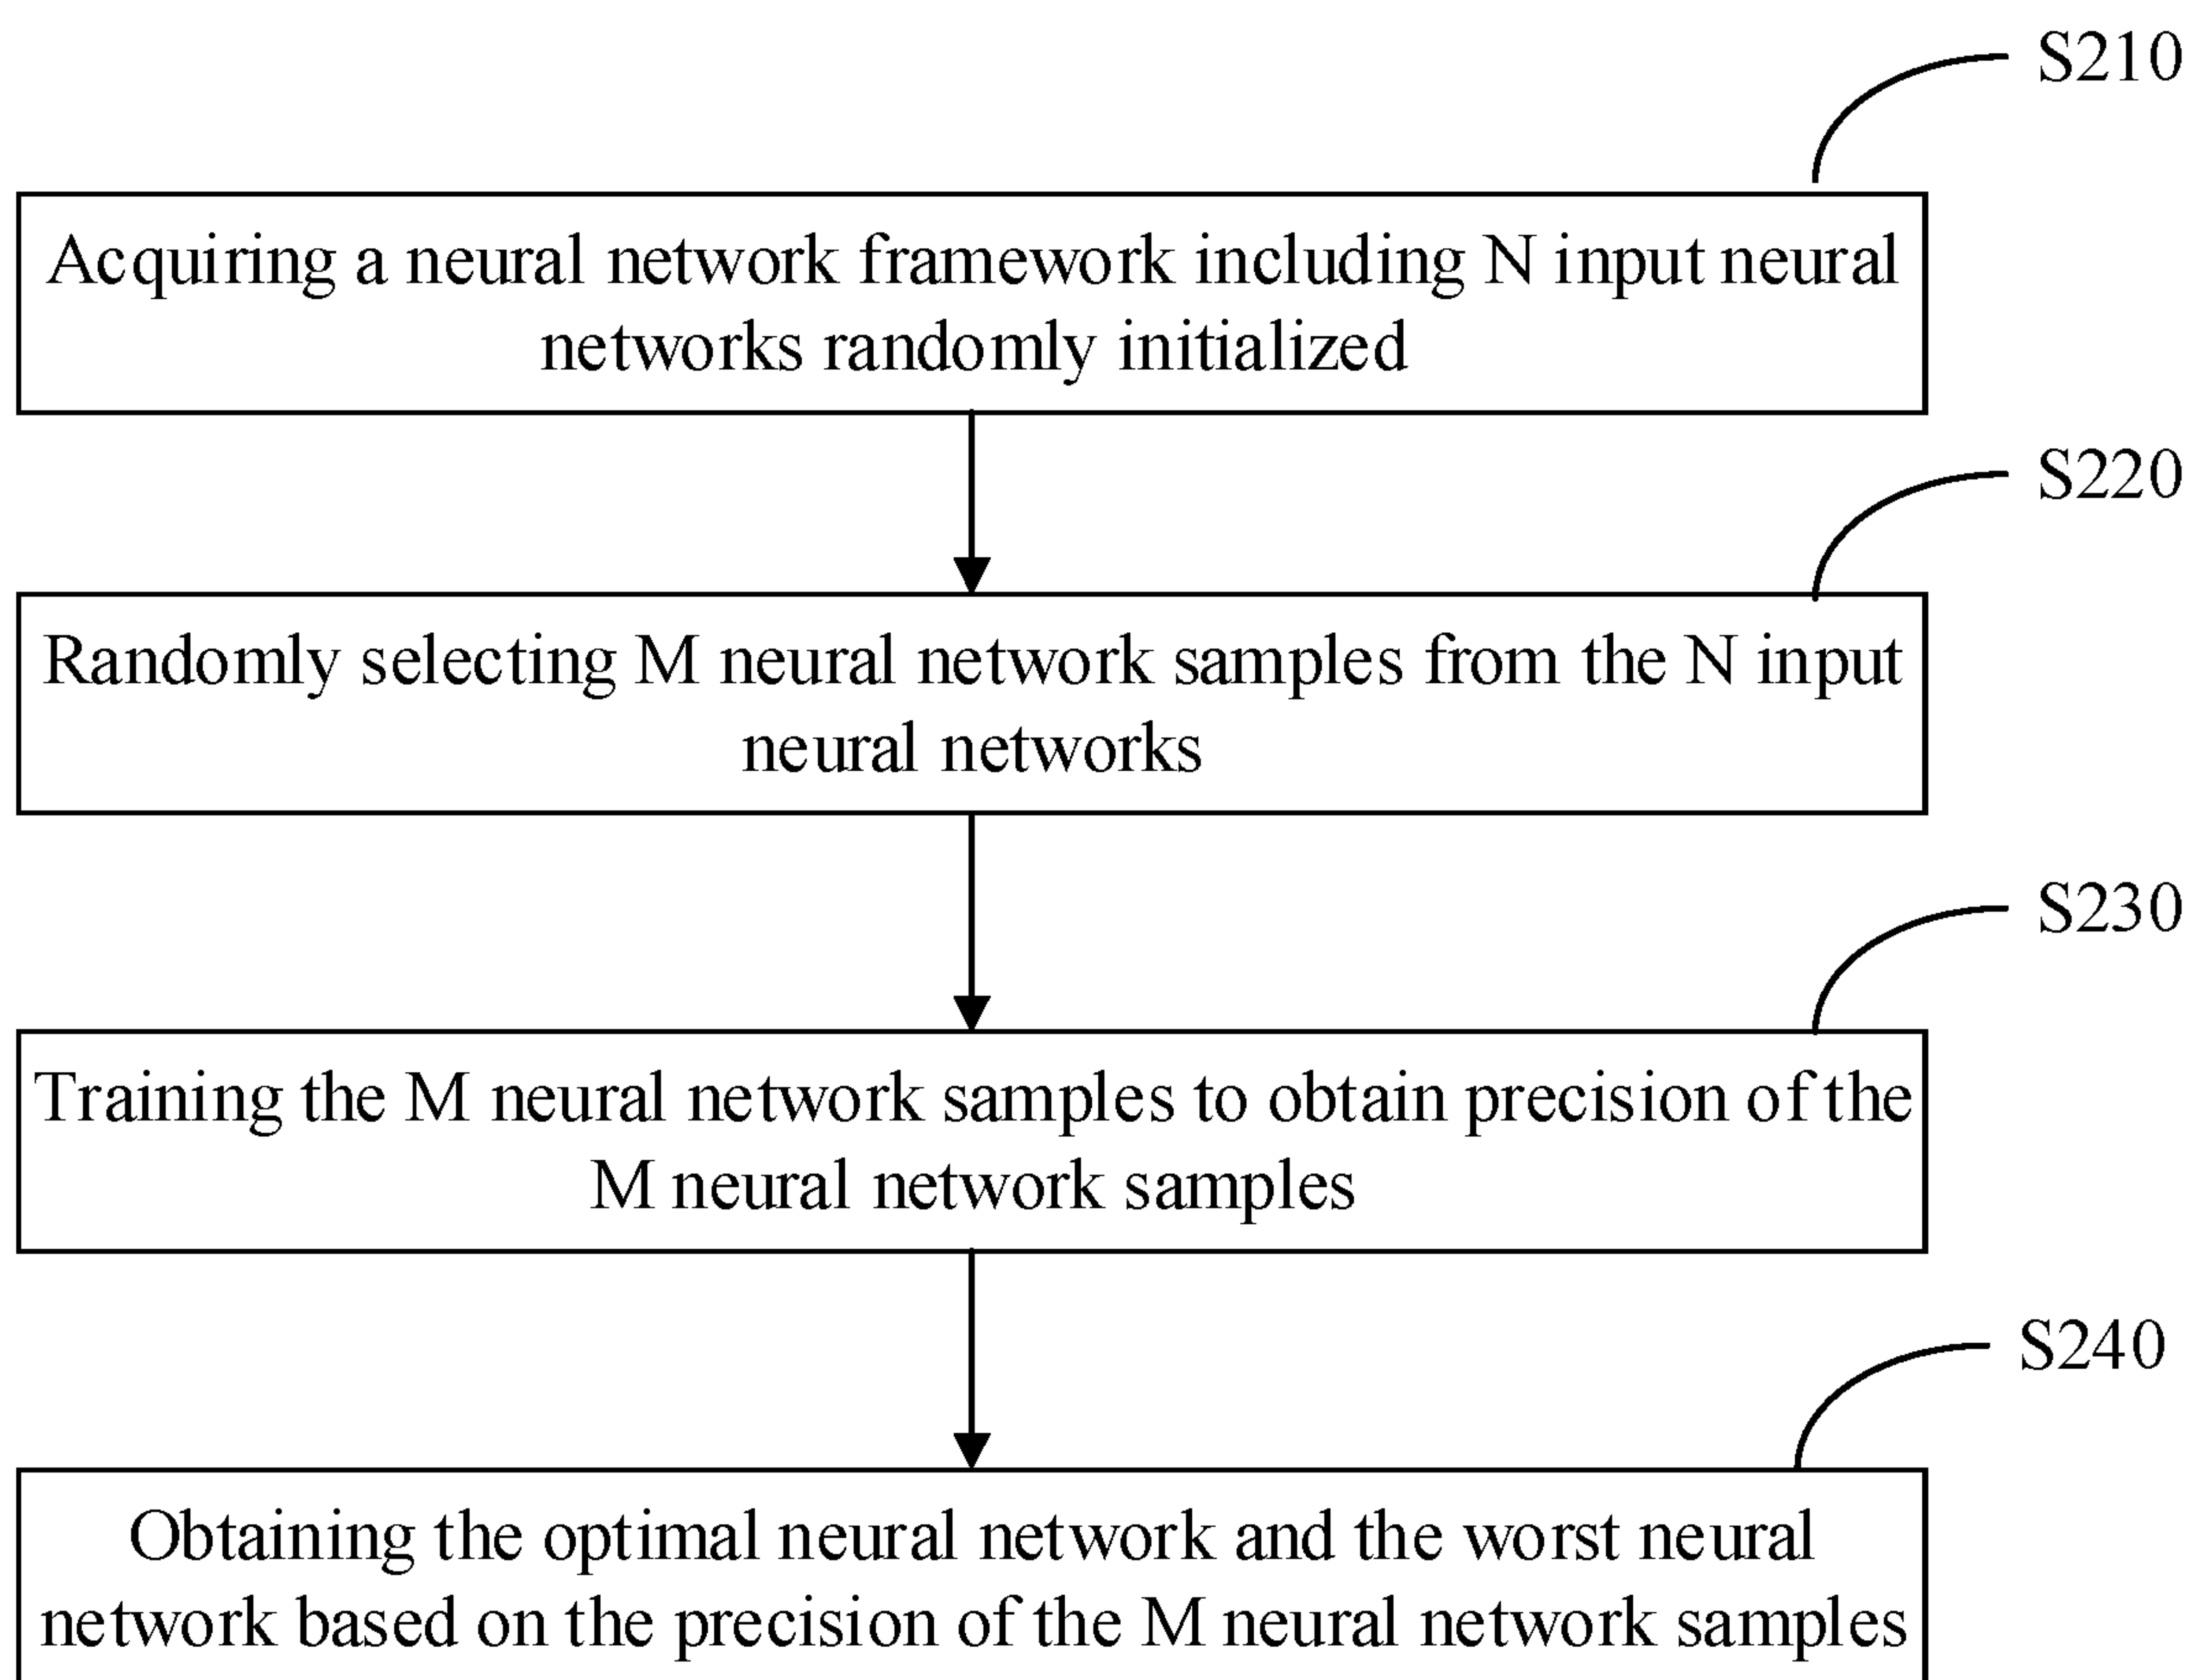 S210
Acquiring a neural network framework including N input neural
networks randomly initialized
S220
Randomly selecting M neural network samples from the N input
neural networks
S230
Training the M neural network samples to obtain precision of the
M neural network samples
S240
Obtaining the optimal neural network and the worst neural
network based on the precision of the M neural network samples